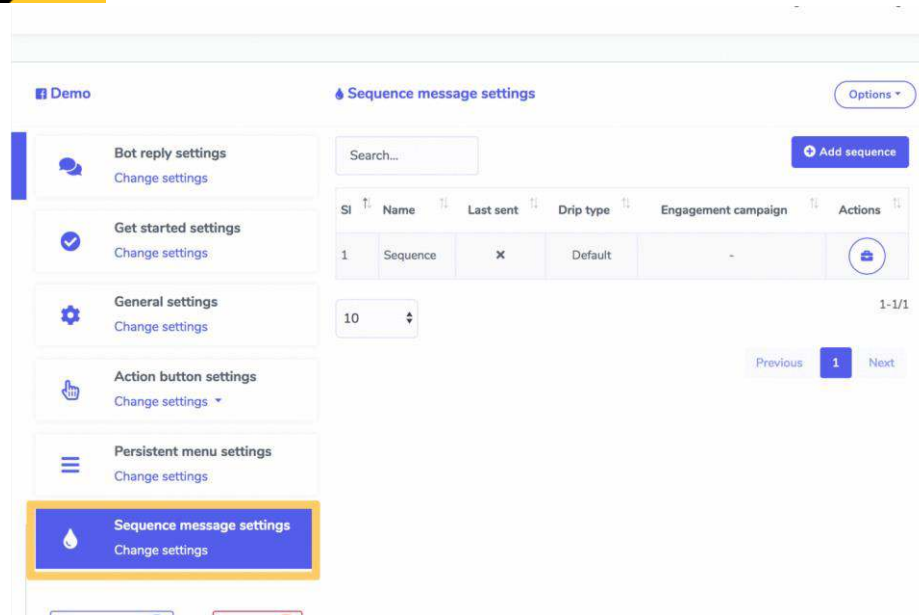 Demo
Bot reply settings
Change settings
Get started settings
Change settings
General settings
Change settings
Action button settings
Change settings
Persistent menu settings
Change settings
Sequence message settings
Change settings
Sequence message settings
Options
Search...
Add sequence
Sl Name Last sent Drip type Engagement campaign Actions
1 Sequence Default -
10
1-1/1
Previous 1 Next